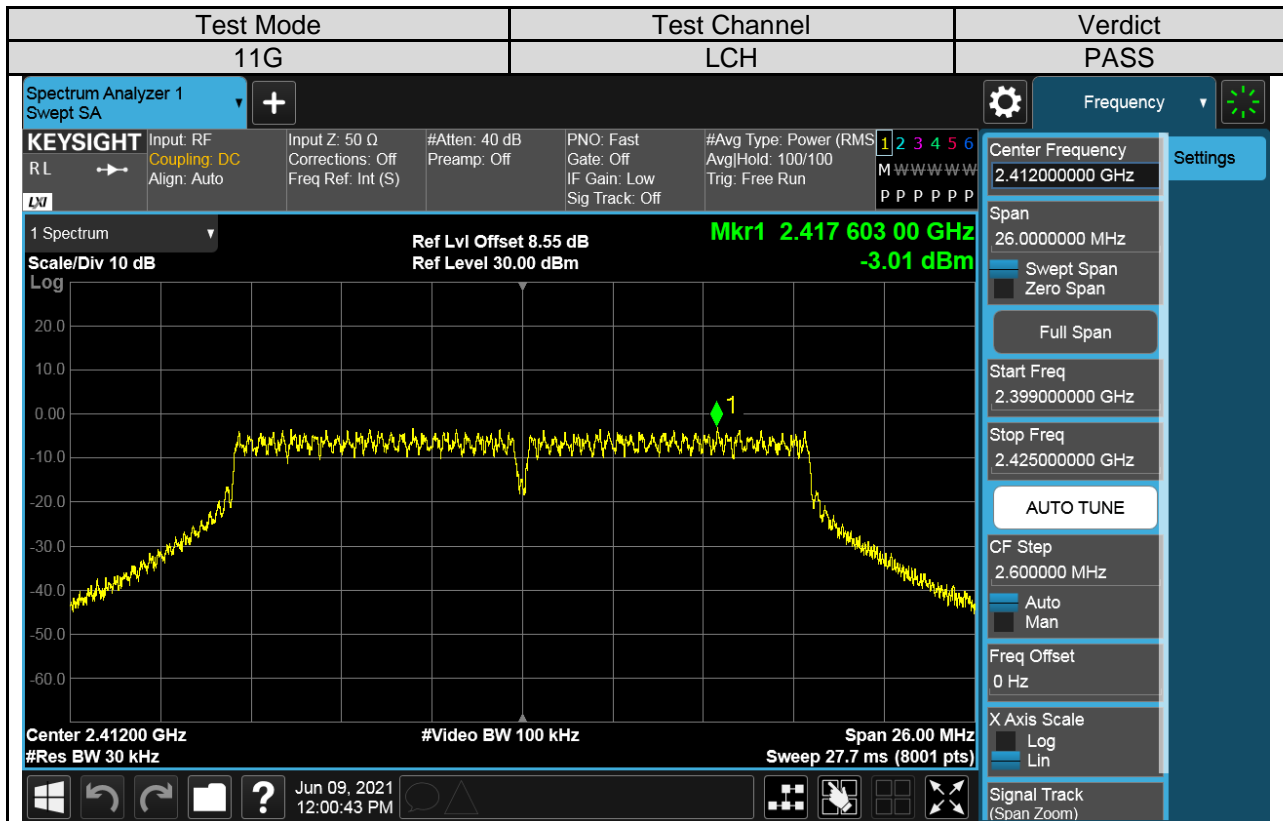 Test Mode Test Channel Verdict
11G LCH PASS
Spectrum Analyzer 1
Swept SA
+
Frequency
KEYSIGHT Input: RF Input Z: 50 Ω #Atten: 40 dB PNO: Fast #Avg Type: Power (RMS 1 2 3 4 5 6
RL Coupling: DC Corrections: Off Preamp: Off Gate: Off Avg|Hold: 100/100 M W W W W W
Align: Auto Freq Ref: Int (S) IF Gain: Low Trig: Free Run
LXI Sig Track: Off P P P P P P
1 Spectrum
Scale/Div 10 dB
Log
Ref Lvl Offset 8.55 dB
Ref Level 30.00 dBm
Mkr1 2.417 603 00 GHz
-3.01 dBm
20.0
10.0
0.00
-10.0
-20.0
-30.0
-40.0
-50.0
-60.0
1
Center 2.41200 GHz #Video BW 100 kHz Span 26.00 MHz
#Res BW 30 kHz Sweep 27.7 ms (8001 pts)
Center Frequency
2.412000000 GHz
Settings
Span
26.0000000 MHz
Swept Span
Zero Span
Full Span
Start Freq
2.399000000 GHz
Stop Freq
2.425000000 GHz
AUTO TUNE
CF Step
2.600000 MHz
Auto
Man
Freq Offset
0 Hz
X Axis Scale
Log
Lin
Signal Track
(Span Zoom)
?
Jun 09, 2021
12:00:43 PM